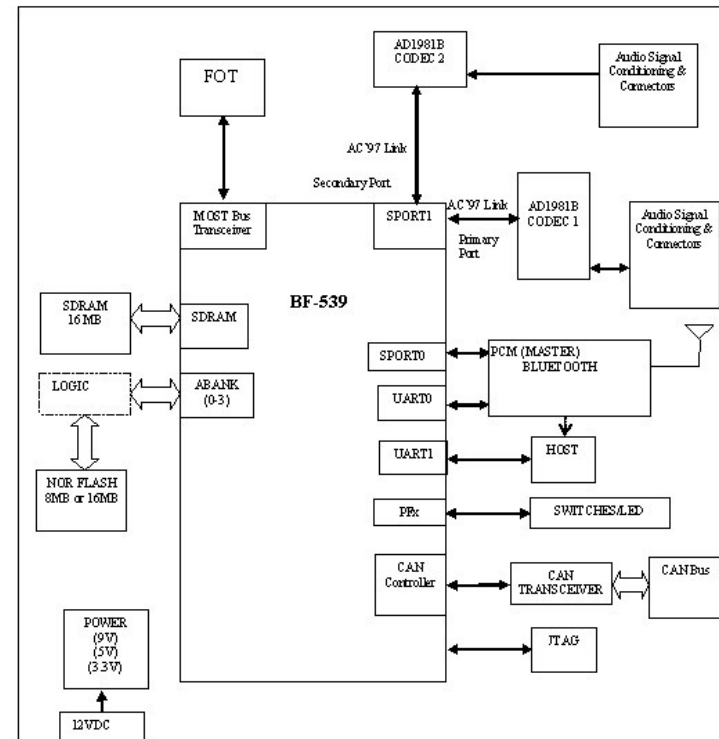 AD1981B
CODEC 2
Audio Signal
Conditioning &
Connectors
FOT
AC'97 Link
Secondary Port
MOST Bus
Transceiver
SPORT1
AC'97 Link
Primary
Port
AD1981B
CODEC 1
Audio Signal
Conditioning &
Connectors
BF-539
SDRAM
16MB
SDRAM
SPORT0
PCM (MASTER)
BLUETOOTH
LOGIC
ABANK
(0-3)
UART0
UART1
HOST
NOR FLASH
8MB or 16MB
PFx
SWITCHES/LED
CAN
Controller
CAN
TRANSCEIVER
CANBus
POWER
(9V)
(5V)
(3.3V)
JTAG
12VDC